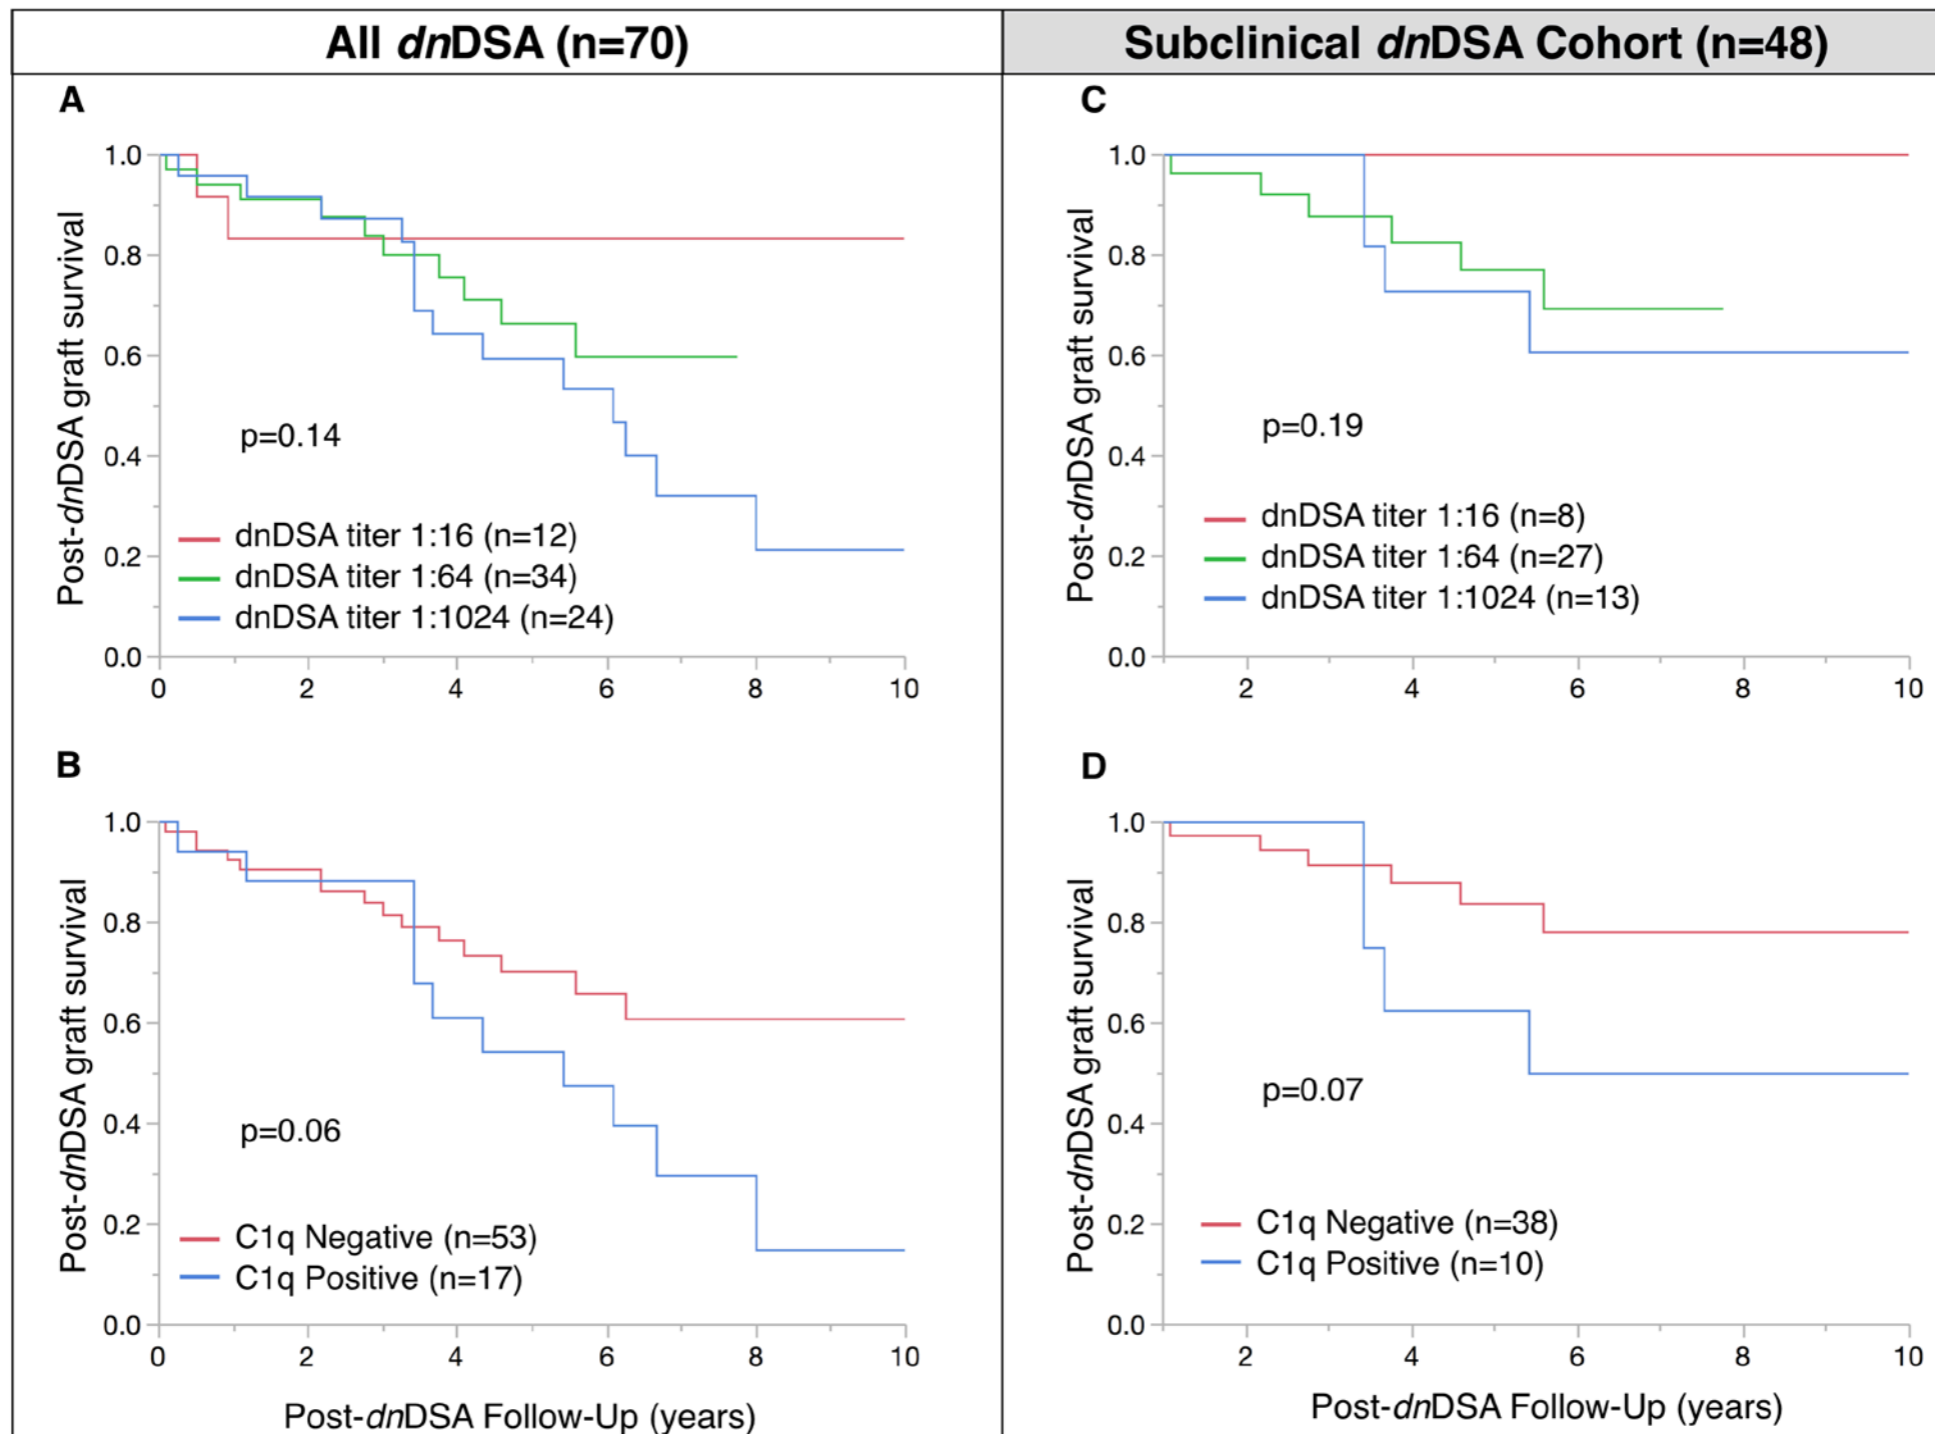 All dnDSA (n=70)
Subclinical dnDSA Cohort (n=48)
A
Post-dnDSA graft survival
1.0
0.8
0.6
0.4
0.2
0.0
p=0.14
dnDSA titer 1:16 (n=12)
dnDSA titer 1:64 (n=34)
dnDSA titer 1:1024 (n=24)
0 2 4 6 8 10
B
Post-dnDSA graft survival
1.0
0.8
0.6
0.4
0.2
0.0
p=0.06
C1q Negative (n=53)
C1q Positive (n=17)
0 2 4 6 8 10
Post-dnDSA Follow-Up (years)
C
Post-dnDSA graft survival
1.0
0.8
0.6
0.4
0.2
0.0
p=0.19
dnDSA titer 1:16 (n=8)
dnDSA titer 1:64 (n=27)
dnDSA titer 1:1024 (n=13)
2 4 6 8 10
D
Post-dnDSA graft survival
1.0
0.8
0.6
0.4
0.2
0.0
p=0.07
C1q Negative (n=38)
C1q Positive (n=10)
2 4 6 8 10
Post-dnDSA Follow-Up (years)